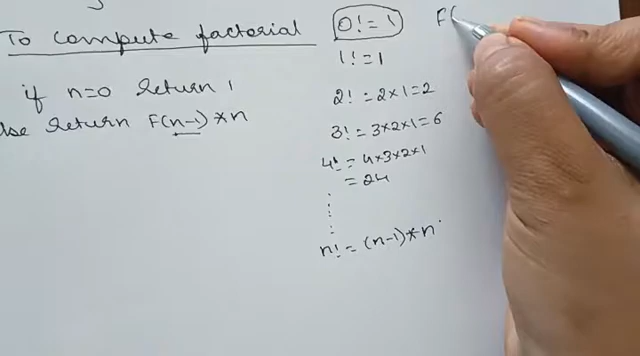 To compute factorial
if n=0 return 1
else return F(n-1)*n
0! = 1
1! = 1
2! = 2×1=2
3! = 3×2×1=6
4! = 4×3×2×1
= 24
n! = (n-1)*n
F(